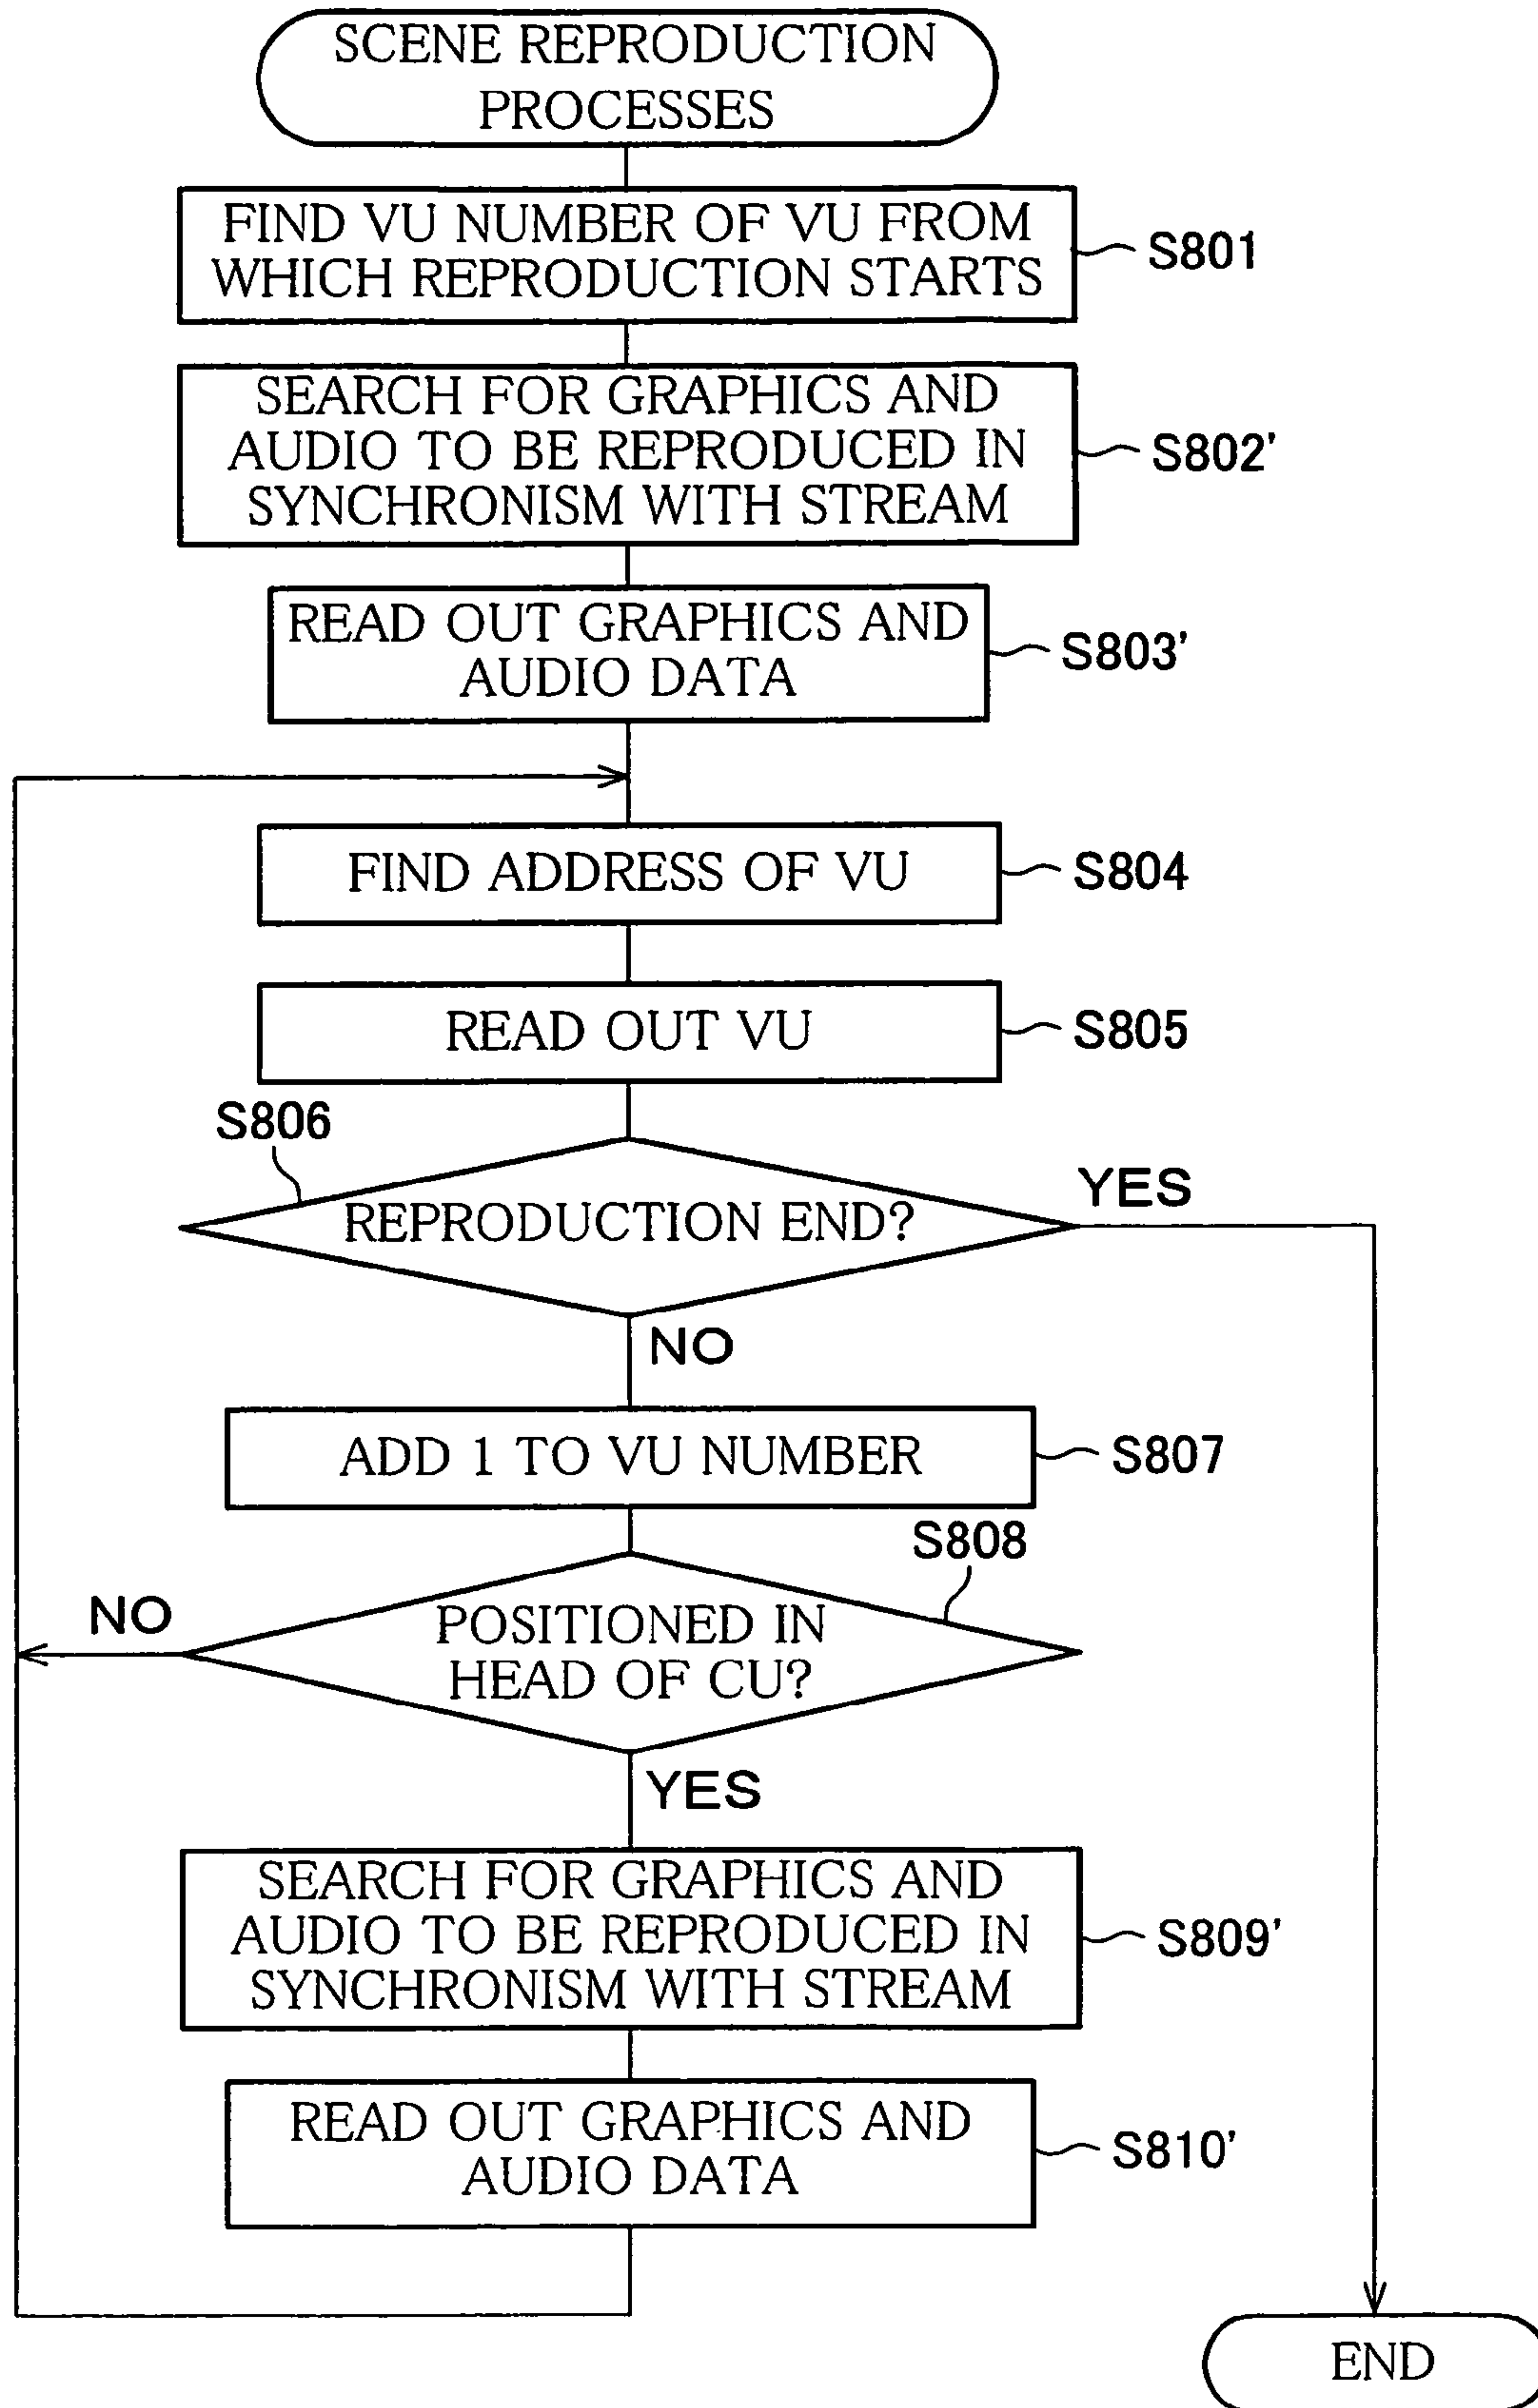 SCENE REPRODUCTION
PROCESSES
FIND VU NUMBER OF VU FROM
WHICH REPRODUCTION STARTS
S801
SEARCH FOR GRAPHICS AND
AUDIO TO BE REPRODUCED IN
SYNCHRONISM WITH STREAM
S802'
READ OUT GRAPHICS AND
AUDIO DATA
S803'
FIND ADDRESS OF VU
S804
READ OUT VU
S805
S806
REPRODUCTION END?
YES
NO
ADD 1 TO VU NUMBER
S807
S808
POSITIONED IN
HEAD OF CU?
NO
YES
SEARCH FOR GRAPHICS AND
AUDIO TO BE REPRODUCED IN
SYNCHRONISM WITH STREAM
S809'
READ OUT GRAPHICS AND
AUDIO DATA
S810'
END